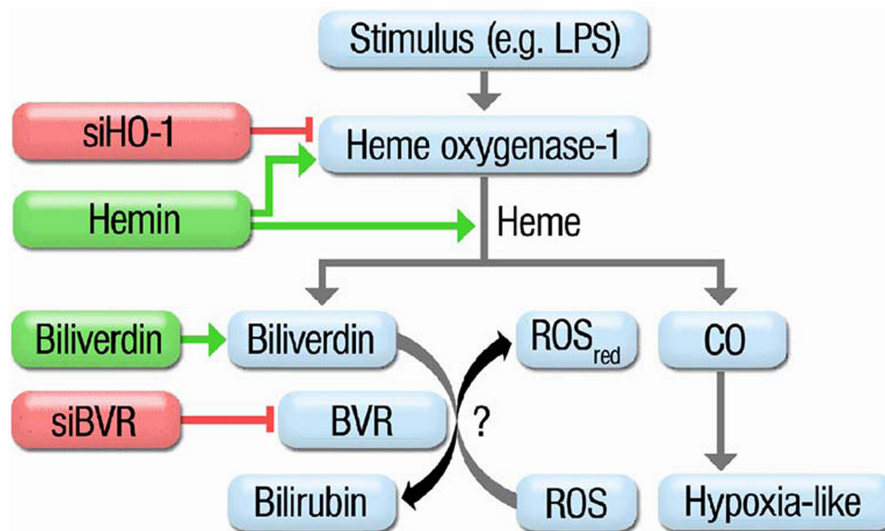 Stimulus (e.g. LPS)
siHO-1
Heme oxygenase-1
Hemin
Heme
Biliverdin
Biliverdin
ROSred
CO
siBVR
BVR
?
Bilirubin
ROS
Hypoxia-like